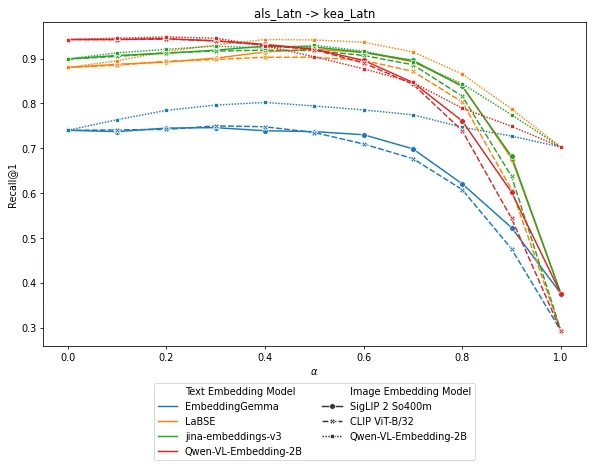 als_Latn -> kea_Latn
Recall@1
0.9
0.8
0.7
0.6
0.5
0.4
0.3
0.0 0.2 0.4 0.6 0.8 1.0
α
Text Embedding Model
EmbeddingGemma
LaBSE
jina-embeddings-v3
Qwen-VL-Embedding-2B
Image Embedding Model
SigLIP 2 So400m
CLIP ViT-B/32
Qwen-VL-Embedding-2B